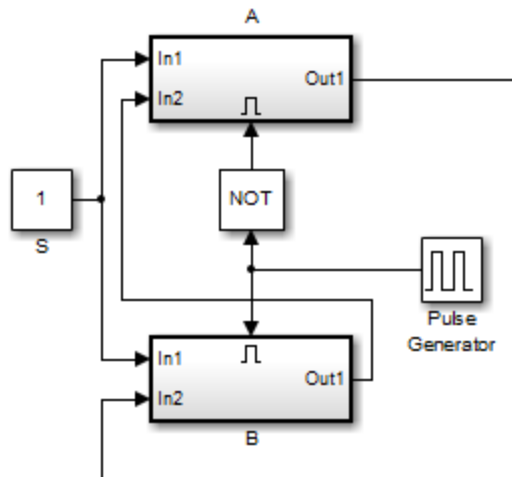 A
In1
Out1
In2
1
NOT
S
Pulse
Generator
In1
Out1
In2
B